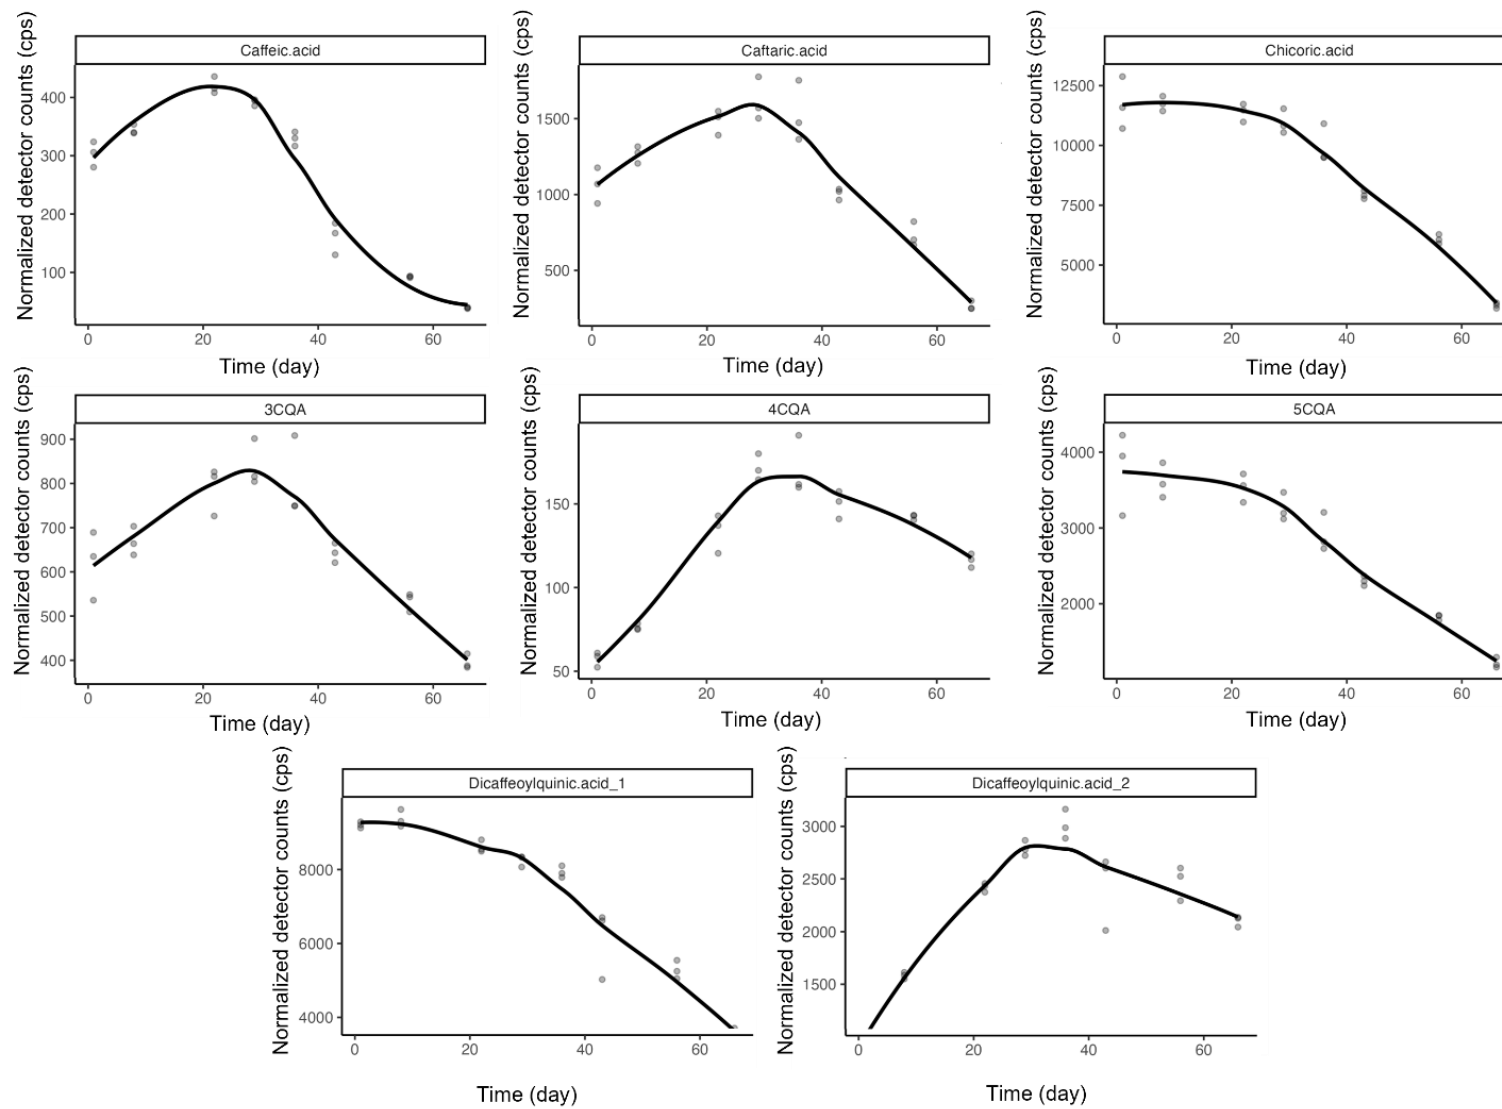 Normalized detector counts (cps)
Caffeic.acid
400
300
200
100
0
20
40
60
Time (day)
Normalized detector counts (cps)
Caftaric.acid
1500
1000
500
0
20
40
60
Time (day)
Normalized detector counts (cps)
Chicoric.acid
12500
10000
7500
5000
0
20
40
60
Time (day)
Normalized detector counts (cps)
3CQA
900
800
700
600
500
400
0
20
40
60
Time (day)
Normalized detector counts (cps)
4CQA
150
100
50
0
20
40
60
Time (day)
Normalized detector counts (cps)
5CQA
4000
3000
2000
0
20
40
60
Time (day)
Normalized detector counts (cps)
Dicaffeoylquinic.acid_1
8000
6000
4000
0
20
40
60
Time (day)
Normalized detector counts (cps)
Dicaffeoylquinic.acid_2
3000
2500
2000
1500
0
20
40
60
Time (day)